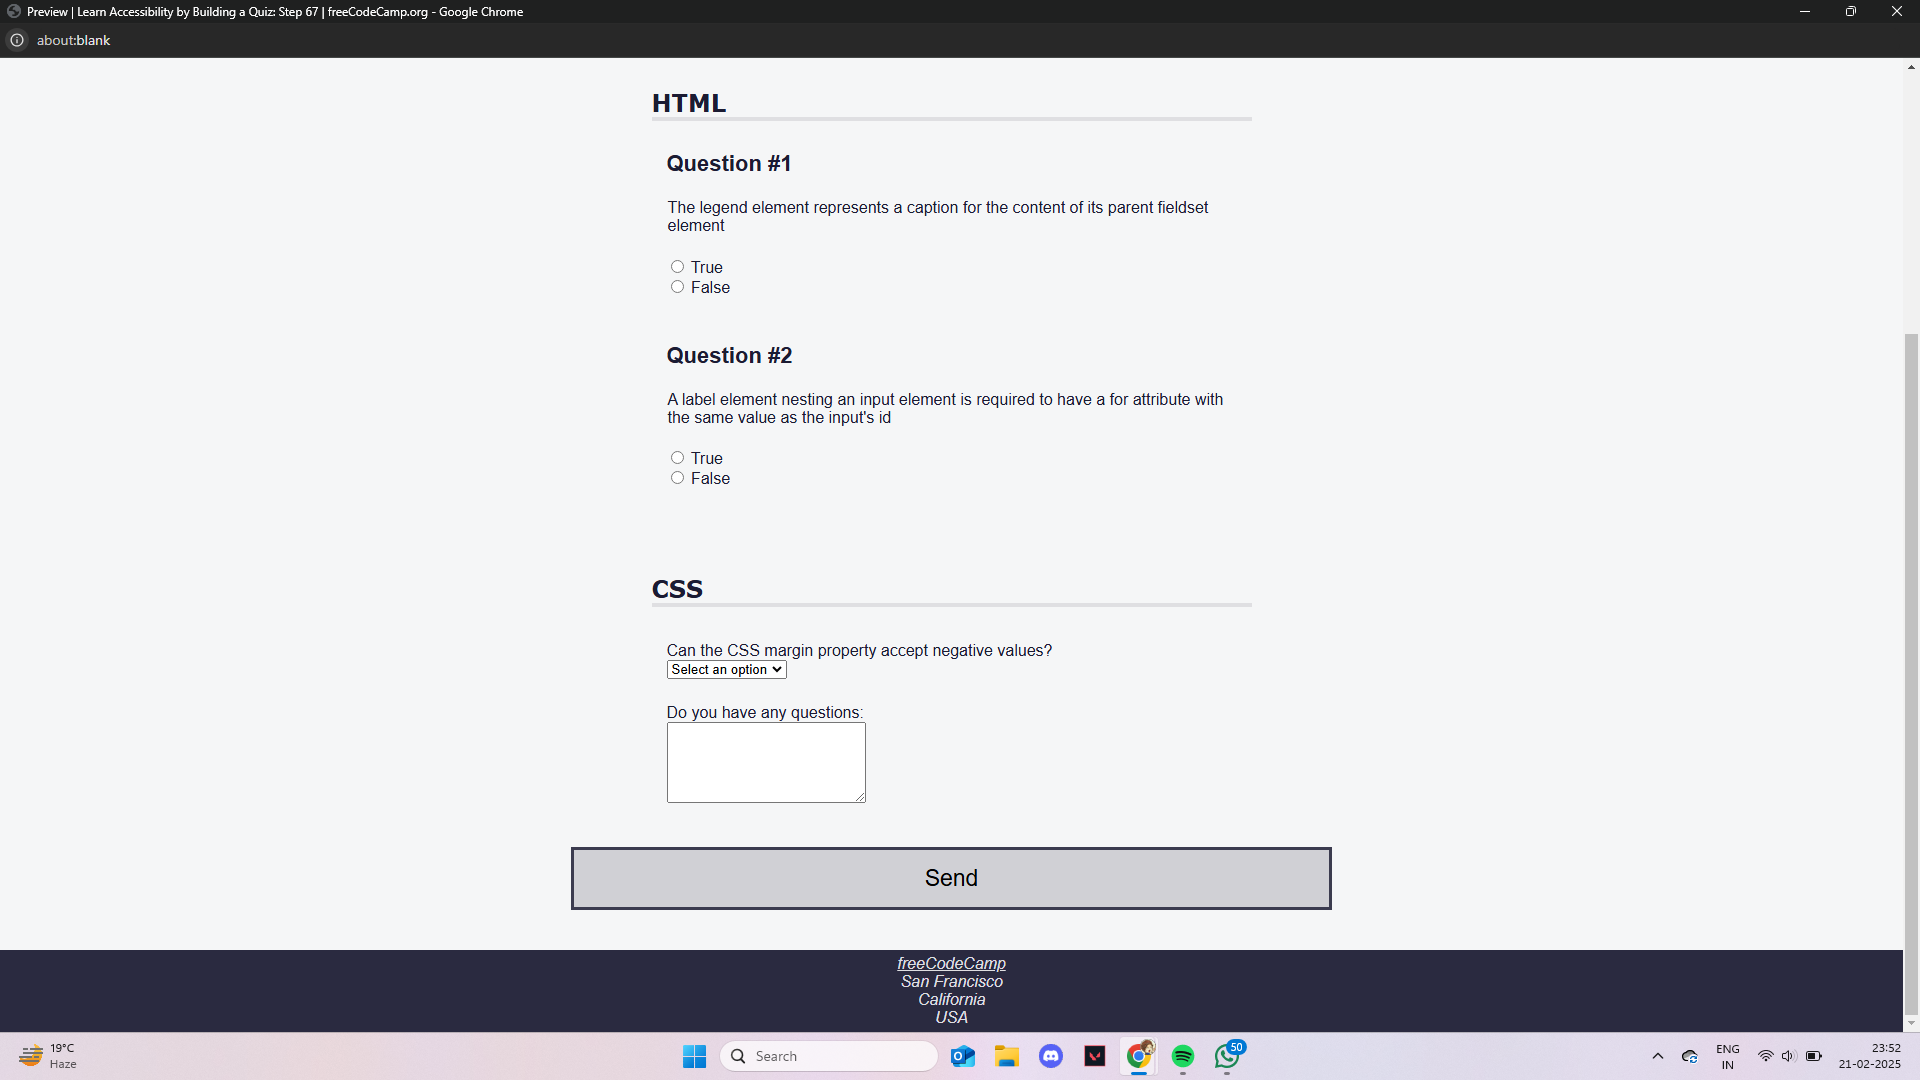 Preview | Learn Accessibility by Building a Quiz: Step 67 | freeCodeCamp.org - Google Chrome
about:blank
HTML
Question #1
The legend element represents a caption for the content of its parent fieldset
element
True
False
Question #2
A label element nesting an input element is required to have a for attribute with
the same value as the input's id
True
False
CSS
Can the CSS margin property accept negative values?
Select an option
Do you have any questions:
Send
freeCodeCamp
San Francisco
California
USA
19°C
Haze
Search
50
ENG
IN
23:52
21-02-2025